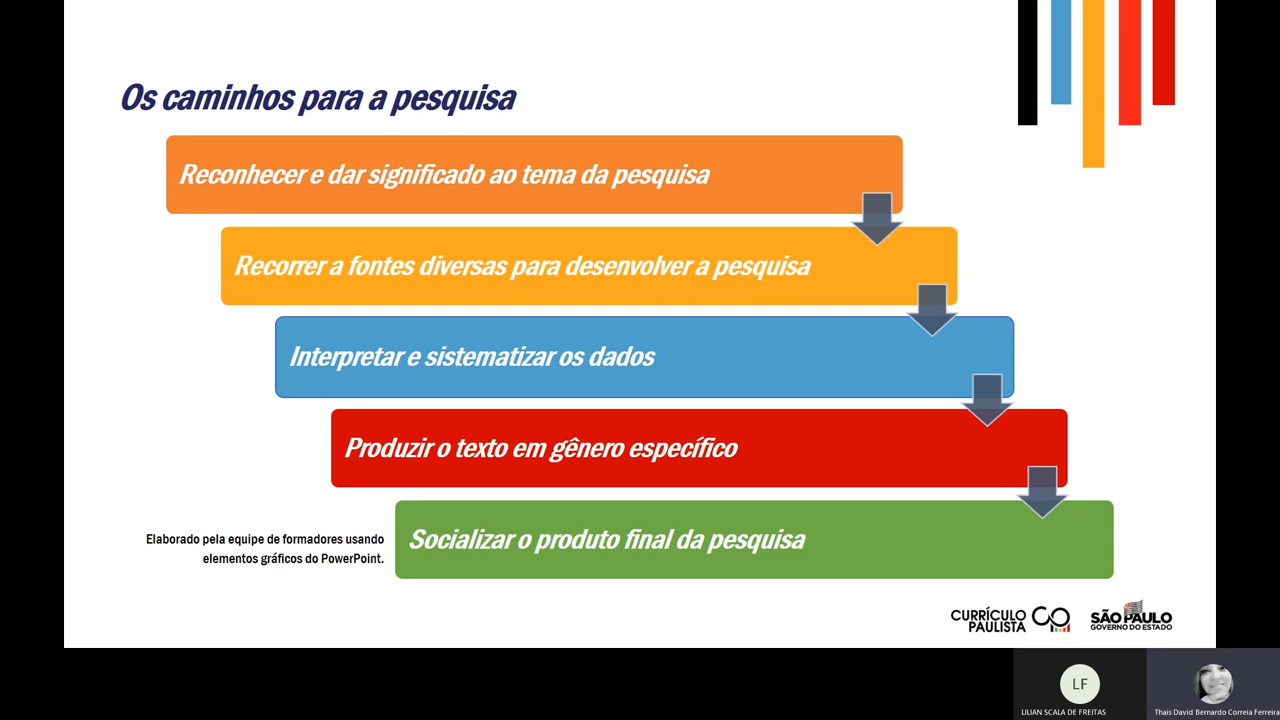 Os caminhos para a pesquisa
Reconhecer e dar significado ao tema da pesquisa
Recorrer a fontes diversas para desenvolver a pesquisa
Interpretar e sistematizar os dados
Produzir o texto em gênero específico
Socializar o produto final da pesquisa
Elaborado pela equipe de formadores usando
elementos gráficos do PowerPoint.
CURRÍCULO
PAULISTA
SÃO PAULO
GOVERNO DO ESTADO
LF
LILIAN SCALA DE FREITAS
Thais David Bernardo Correia Ferreira